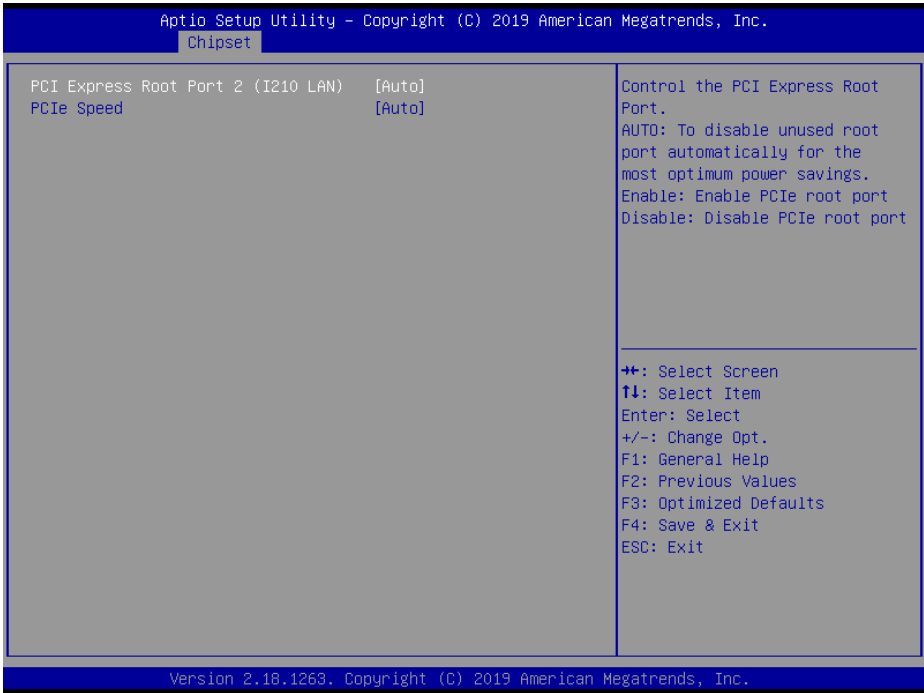 Aptio Setup Utility – Copyright (C) 2019 American Megatrends, Inc.
Chipset
PCI Express Root Port 2 (I210 LAN) [Auto]
PCIe Speed [Auto]
Control the PCI Express Root
Port.
AUTO: To disable unused root
port automatically for the
most optimum power savings.
Enable: Enable PCIe root port
Disable: Disable PCIe root port
→←: Select Screen
↑↓: Select Item
Enter: Select
+/-: Change Opt.
F1: General Help
F2: Previous Values
F3: Optimized Defaults
F4: Save & Exit
ESC: Exit
Version 2.18.1263. Copyright (C) 2019 American Megatrends, Inc.